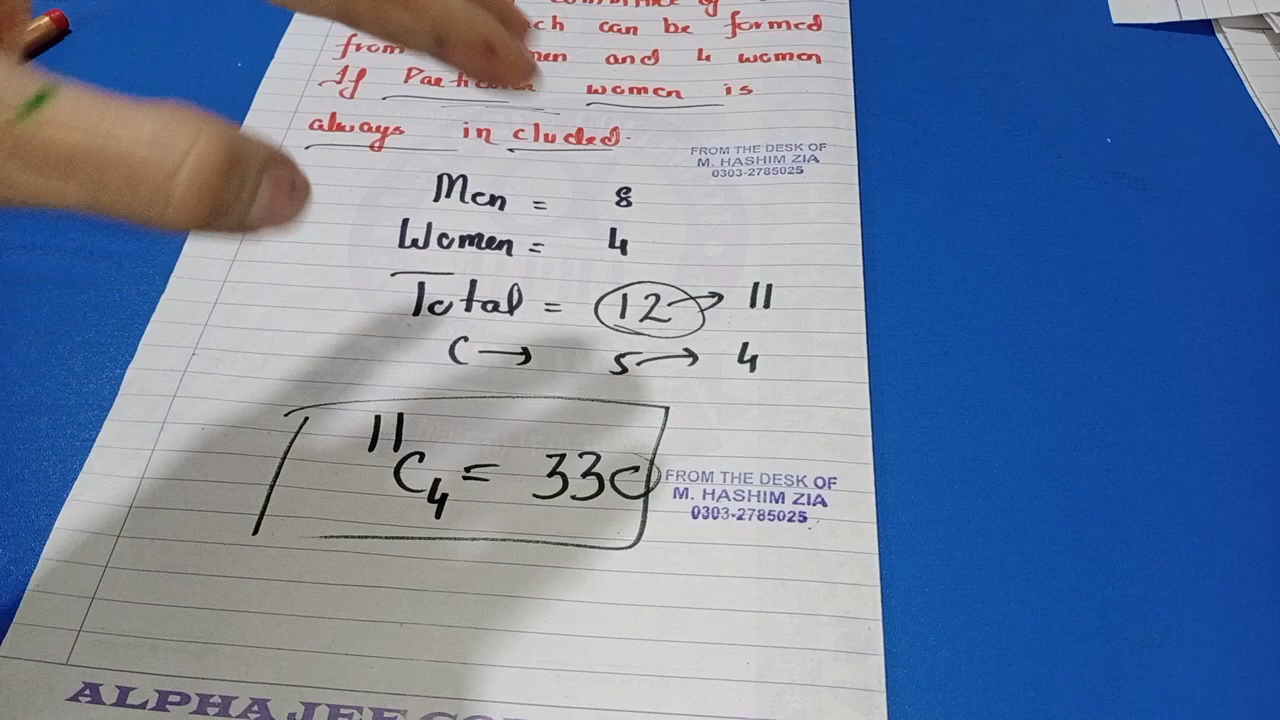 ch can be formed
from men and 4 women
If women is
always in cluded.
FROM THE DESK OF
M. HASHIM ZIA
0303-2785025
Men = 8
Women = 4
Total = 12 → 11
C → 5 → 4
¹¹C₄ = 330
FROM THE DESK OF
M. HASHIM ZIA
0303-2785025